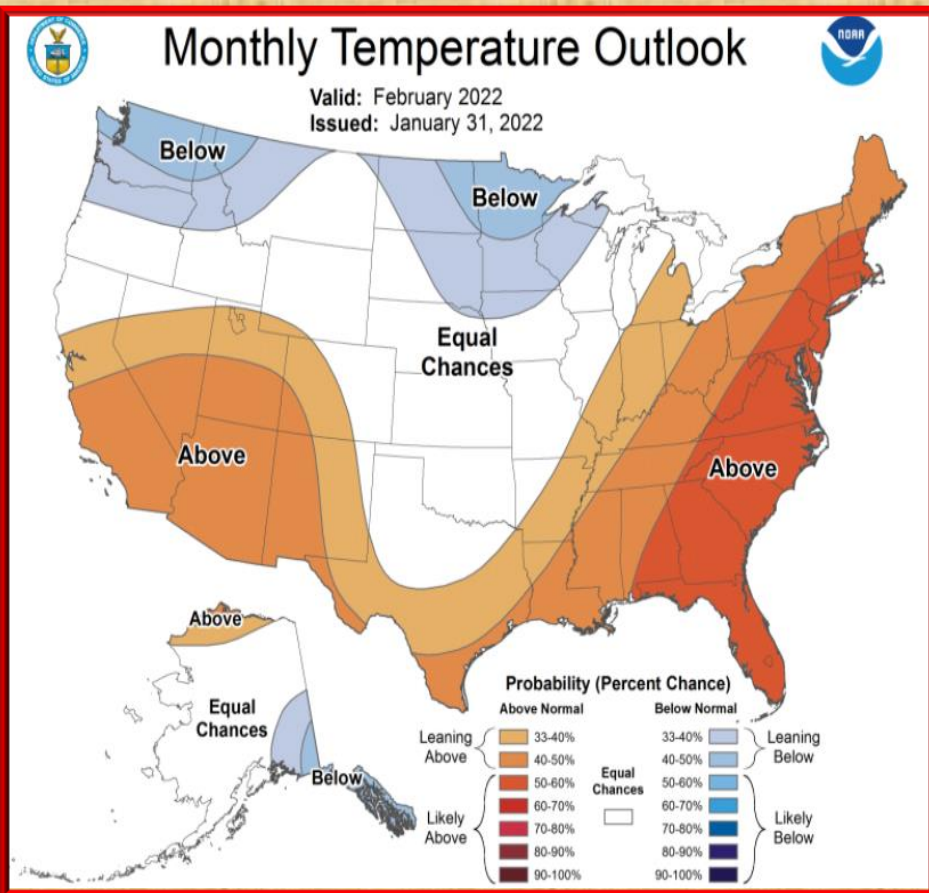 Monthly Temperature Outlook
NOAA
Valid: February 2022
Issued: January 31, 2022
Below
Below
Equal
Chances
Above
Above
Above
Equal
Chances
Below
Probability (Percent Chance)
Above Normal
Below Normal
Leaning
Above
33-40%
40-50%
Likely
Above
50-60%
60-70%
70-80%
80-90%
90-100%
Equal
Chances
33-40%
40-50%
Leaning
Below
50-60%
60-70%
70-80%
80-90%
90-100%
Likely
Below